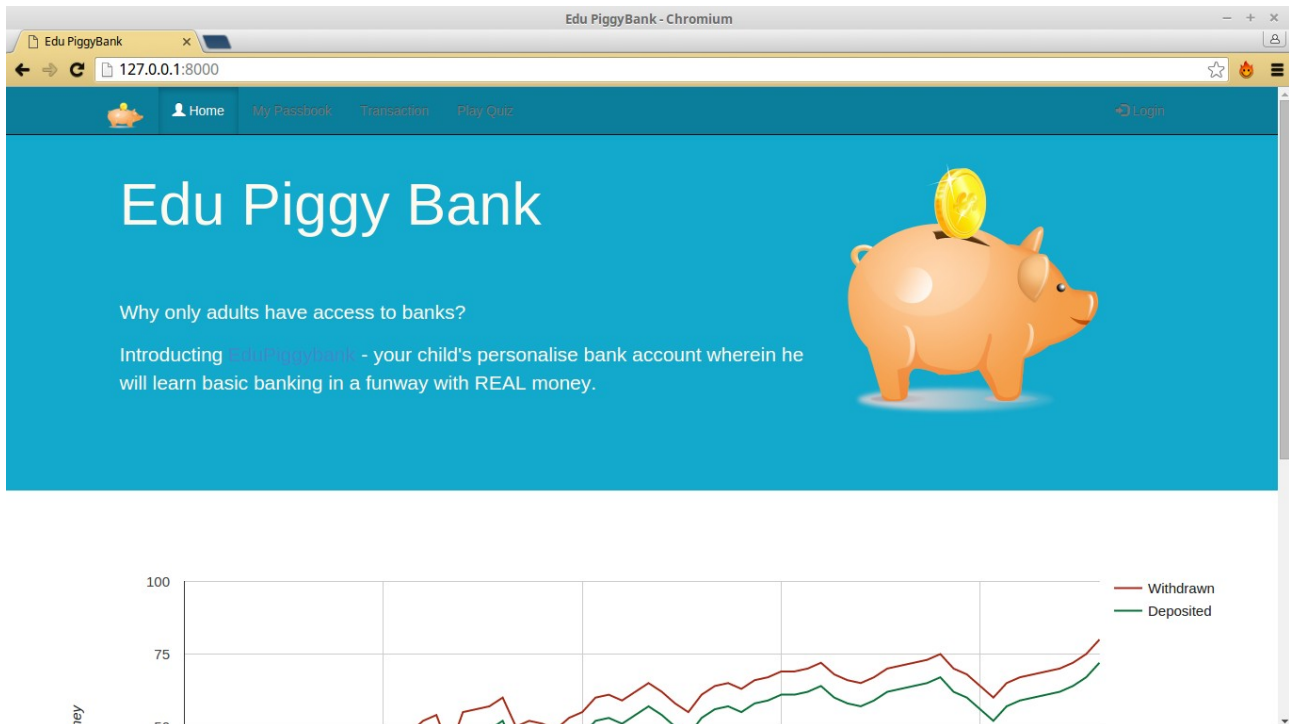 Edu PiggyBank - Chromium
Edu PiggyBank
127.0.0.1:8000
Home My Passbook Transaction Play Quiz Login
Edu Piggy Bank
Why only adults have access to banks?
Introducting EduPiggybank - your child's personalise bank account wherein he
will learn basic banking in a funway with REAL money.
100
Withdrawn
Deposited
75